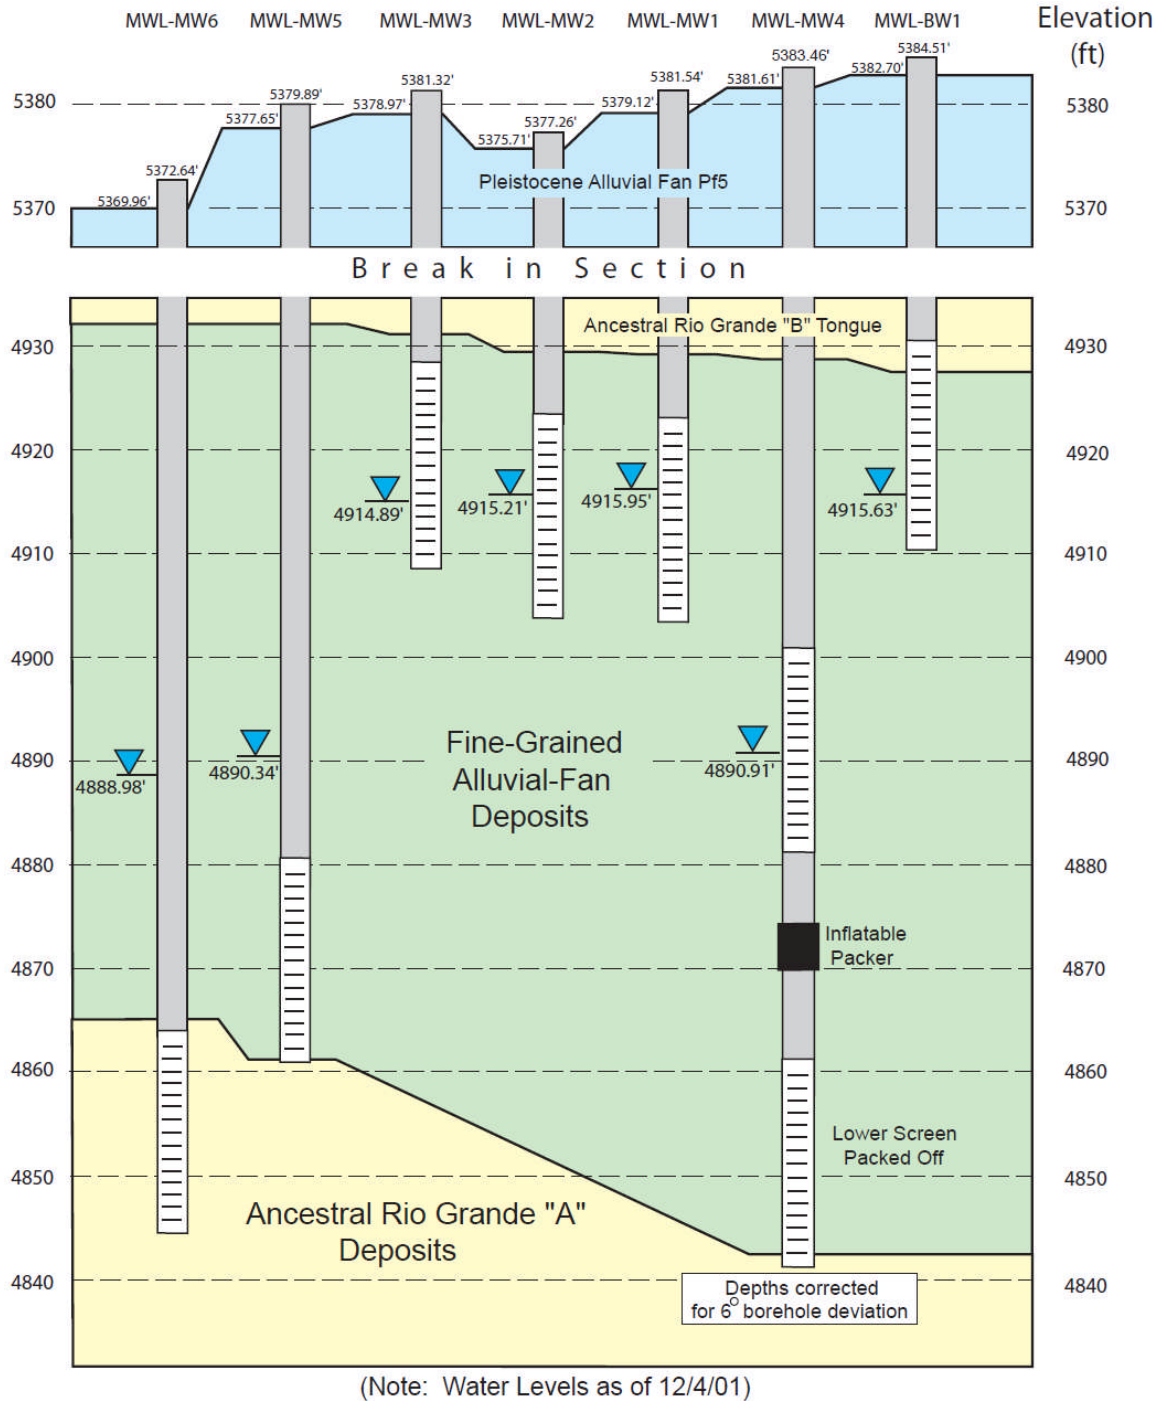 MWL-MW6 MWL-MW5 MWL-MW3 MWL-MW2 MWL-MW1 MWL-MW4 MWL-BW1
Elevation
(ft)
5384.51'
5383.46'
5382.70'
5381.32'
5381.54'
5381.61'
5379.89'
5378.97'
5379.12'
5380
5380
5377.65'
5377.26'
5375.71'
5372.64'
Pleistocene Alluvial Fan Pf5
5369.96'
5370
5370
Break in Section
Ancestral Rio Grande "B" Tongue
4930
4930
4920
4920
4914.89'
4915.21'
4915.95'
4915.63'
4910
4910
4900
4900
Fine-Grained
Alluvial-Fan
Deposits
4890
4890
4888.98'
4890.34'
4890.91'
4880
4880
Inflatable
Packer
4870
4870
4860
4860
Lower Screen
Packed Off
4850
4850
Ancestral Rio Grande "A"
Deposits
4840
4840
Depths corrected
for 6° borehole deviation
(Note: Water Levels as of 12/4/01)